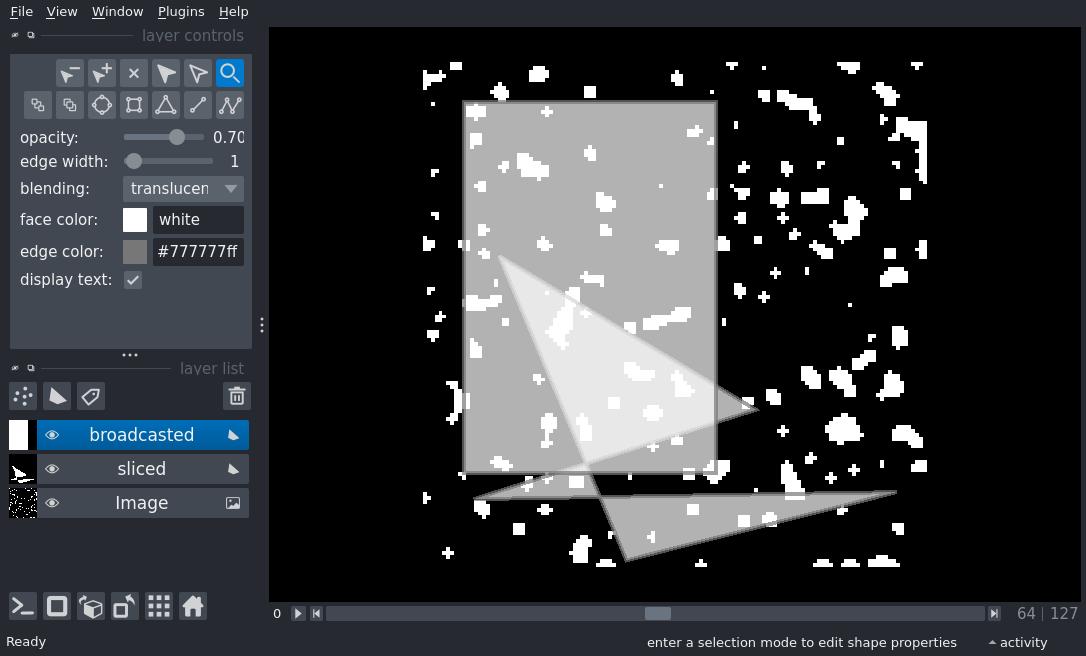 File View Window Plugins Help
layer controls
opacity: 0.70
edge width: 1
blending: translucen
face color: white
edge color: #777777ff
display text:
layer list
broadcasted
sliced
Image
0 64 | 127
Ready enter a selection mode to edit shape properties activity